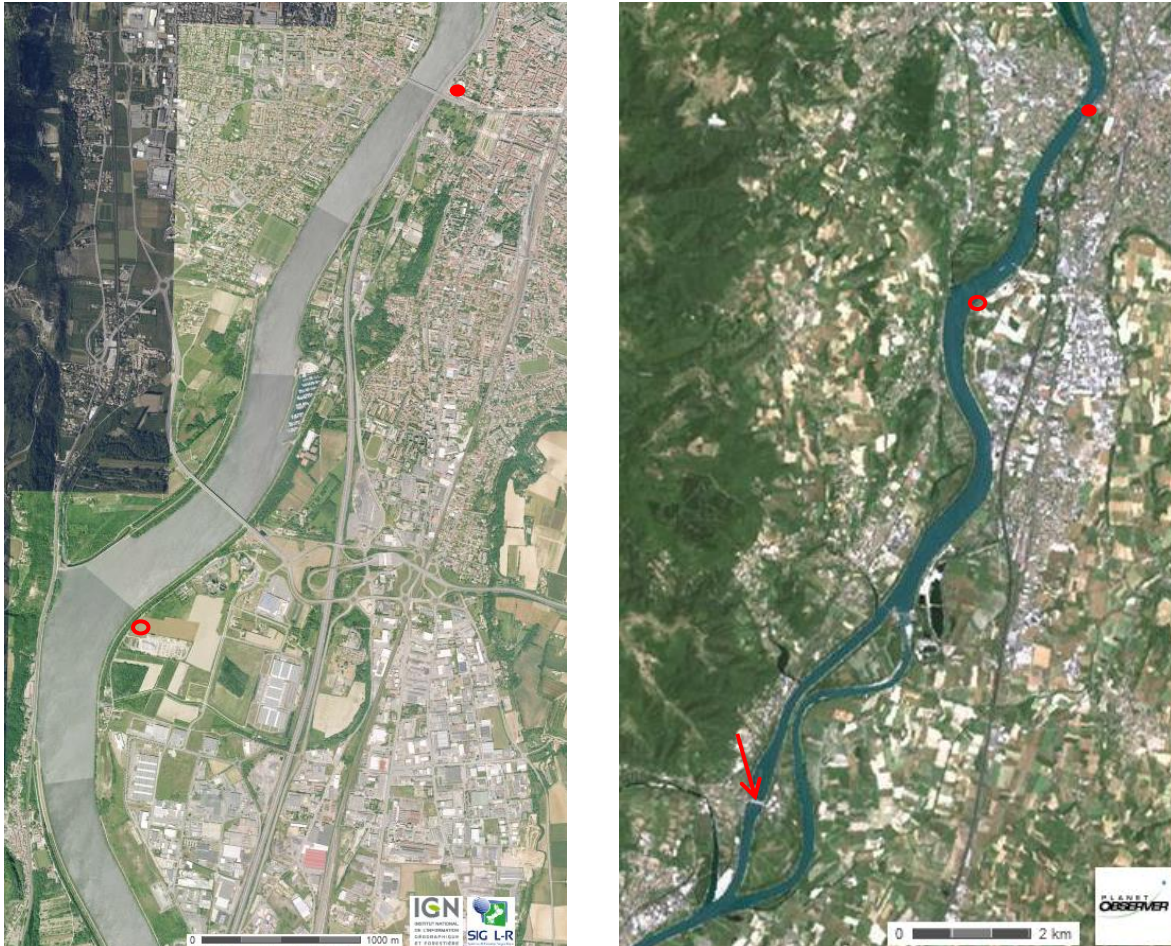 IGN
INSTITUT NATIONAL
DE L'INFORMATION
GÉOGRAPHIQUE
ET FORESTIÈRE
SIG L-R
0 1000 m
PLANET
OBSERVER
0 2 km